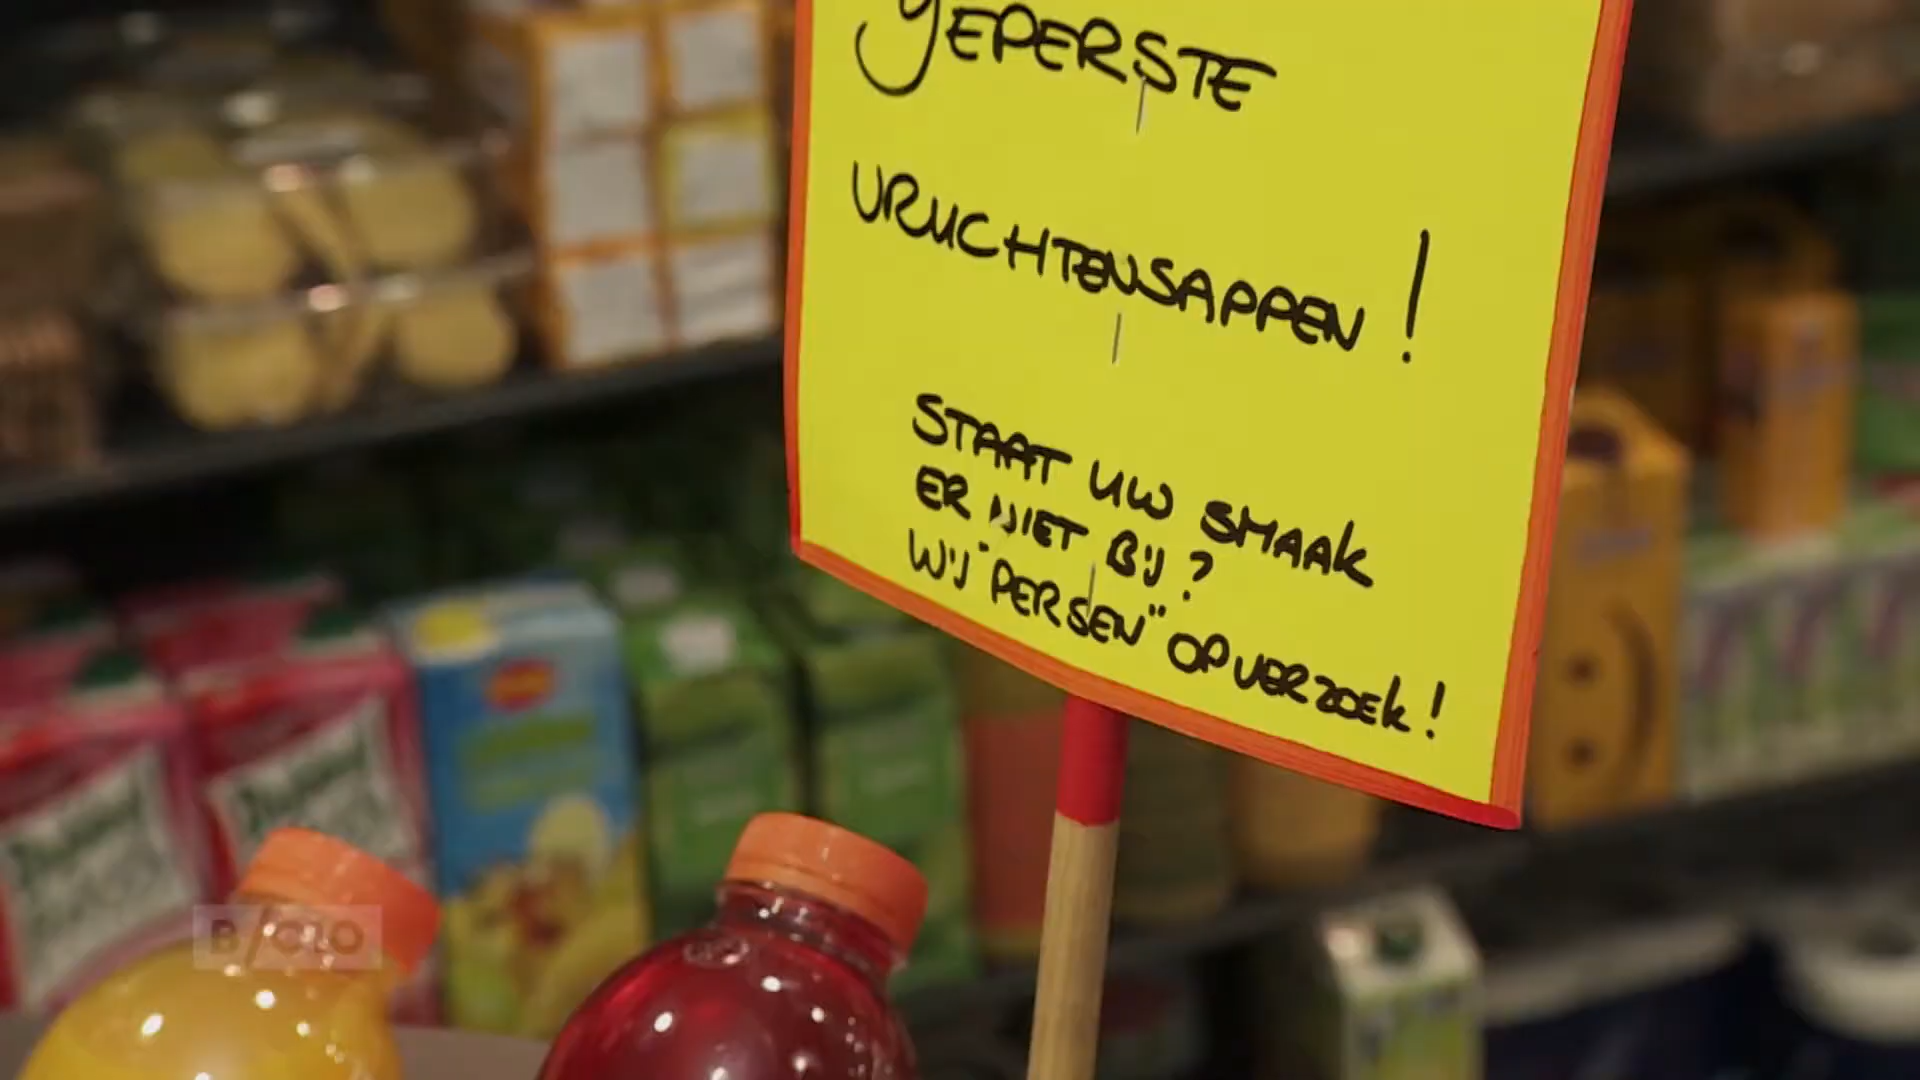 gEPERSTE
VRUCHTENSAPPEN!
STAAT UW SMAAK
ER NIET BIJ?
WIJ "PERSEN" OP VERZOEK!
B/CLO